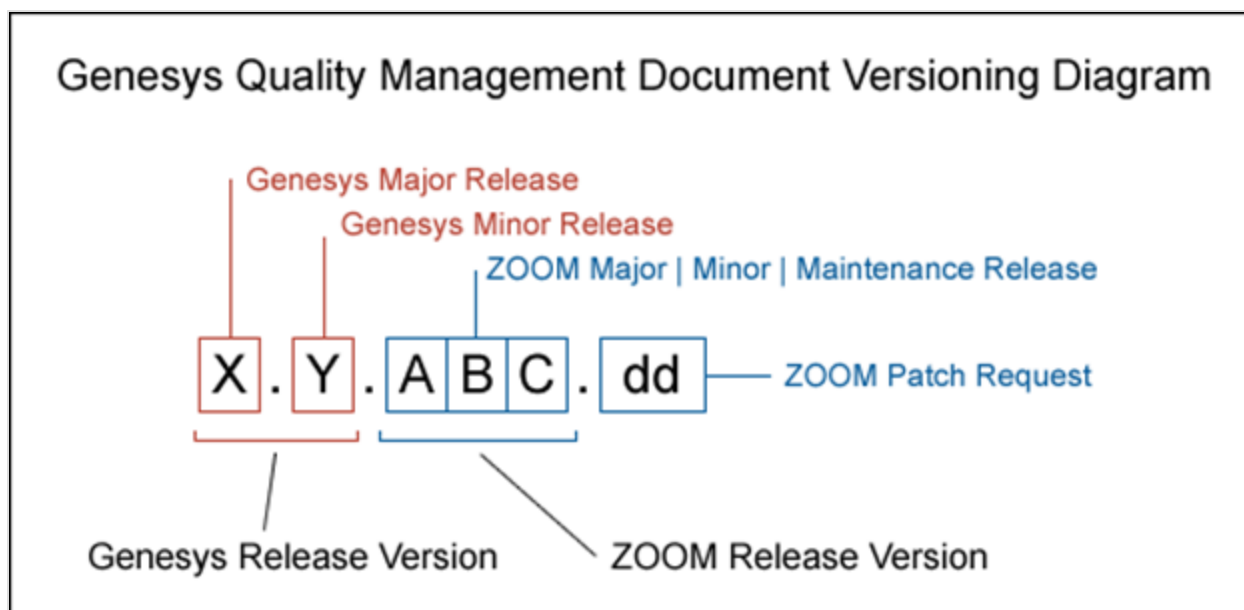 Genesys Quality Management Document Versioning Diagram
Genesys Major Release
Genesys Minor Release
ZOOM Major | Minor | Maintenance Release
X . Y . A B C . dd
ZOOM Patch Request
Genesys Release Version
ZOOM Release Version